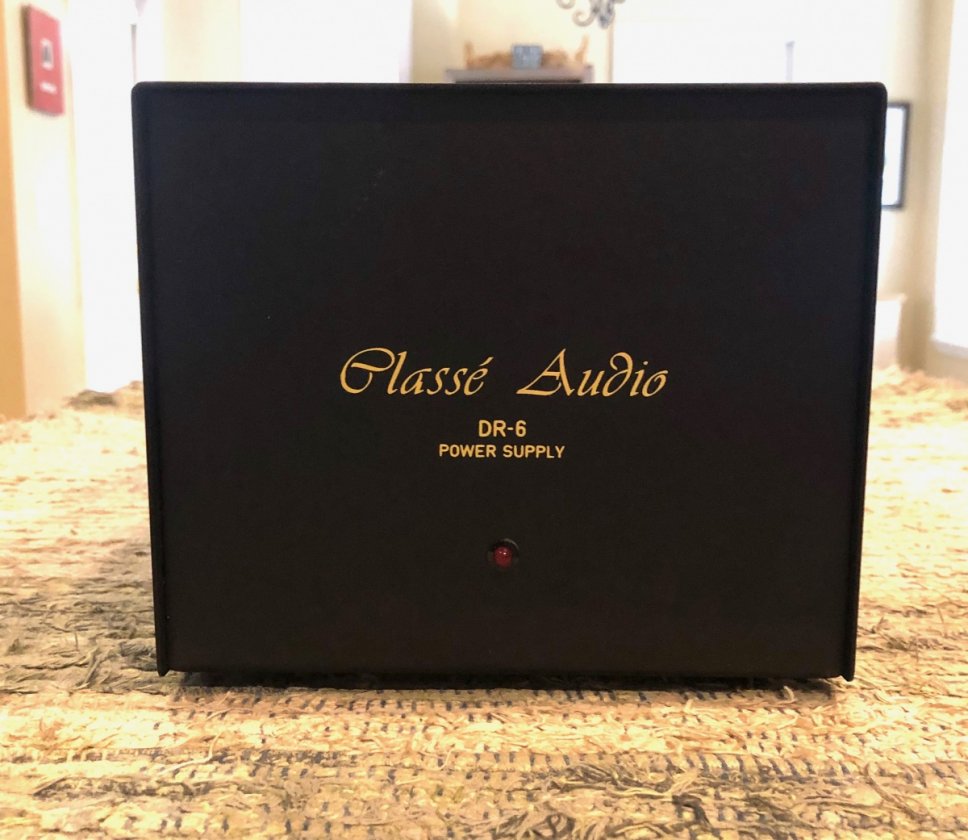 Classé Audio
DR-6
POWER SUPPLY